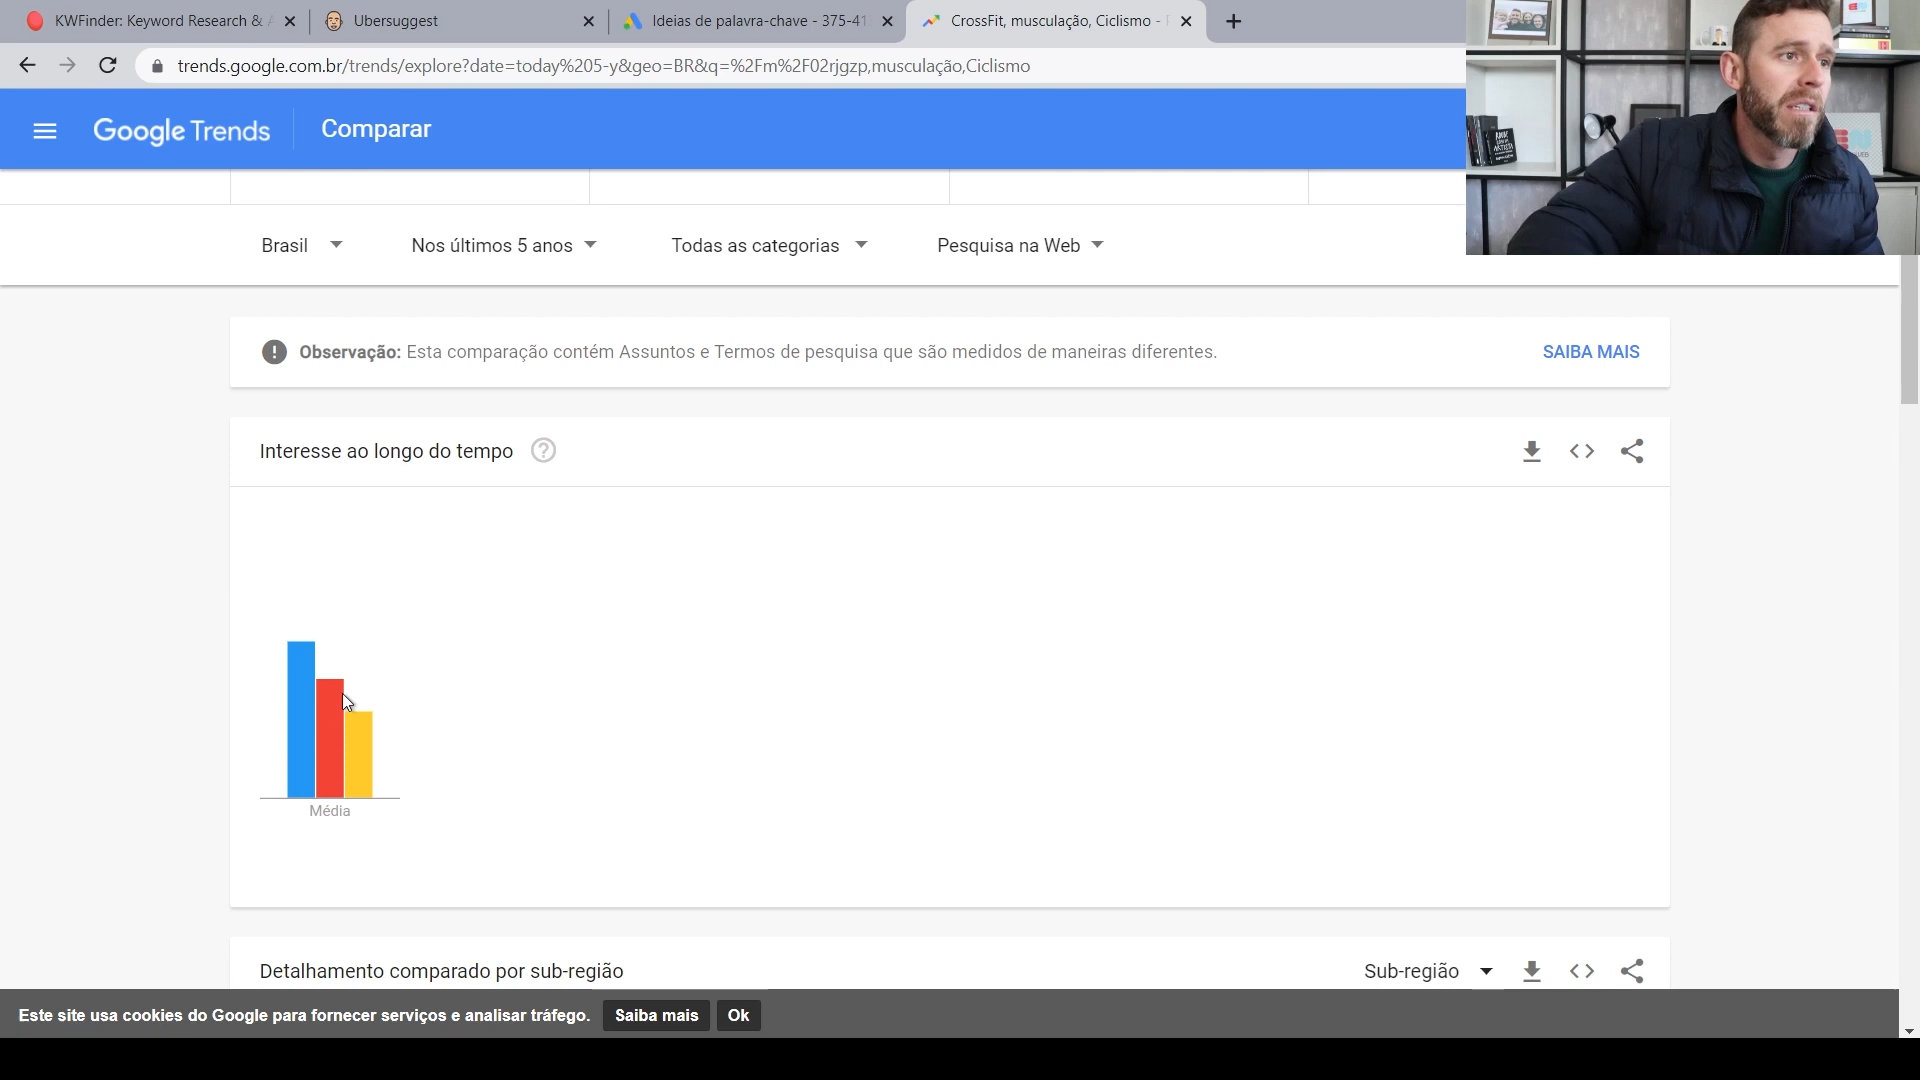 KWFinder: Keyword Research &
Ubersuggest
Ideias de palavra-chave - 375-41
CrossFit, musculação, Ciclismo -
trends.google.com.br/trends/explore?date=today%205-y&geo=BR&q=%2Fm%2F02rjgzp,musculação,Ciclismo
Google Trends
Comparar
Brasil
Nos últimos 5 anos
Todas as categorias
Pesquisa na Web
Observação: Esta comparação contém Assuntos e Termos de pesquisa que são medidos de maneiras diferentes.
SAIBA MAIS
Interesse ao longo do tempo
Média
Detalhamento comparado por sub-região
Sub-região
Este site usa cookies do Google para fornecer serviços e analisar tráfego.
Saiba mais
Ok